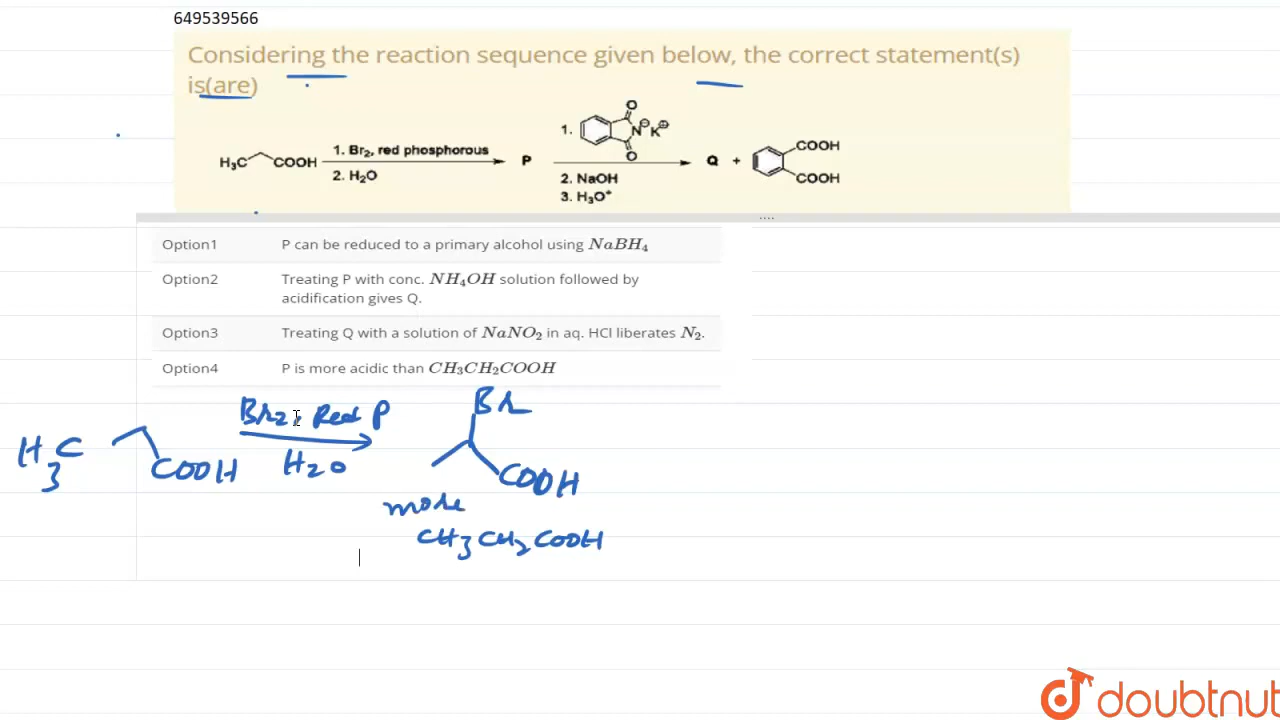 649539566
Considering the reaction sequence given below, the correct statement(s)
is(are)
H₃C COOH 1. Br₂, red phosphorous 2. H₂O P 1. O N⊖ K⊕ O 2. NaOH 3. H₃O⁺ Q + COOH COOH
....
Option1 P can be reduced to a primary alcohol using NaBH₄
Option2 Treating P with conc. NH₄OH solution followed by
acidification gives Q.
Option3 Treating Q with a solution of NaNO₂ in aq. HCl liberates N₂.
Option4 P is more acidic than CH₃CH₂COOH
H₃C COOH Br₂, Red P H₂O Br COOH
more
CH₃CH₂COOH
doubtnut